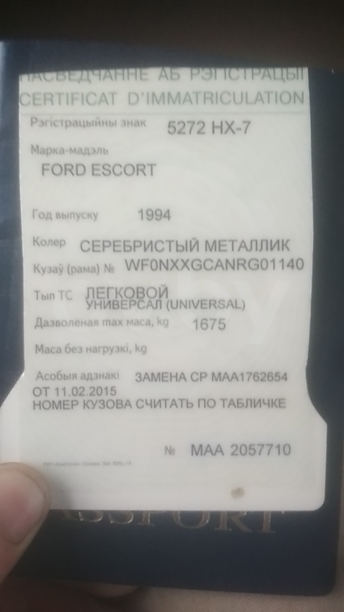 ПАСВЕДЧАННЕ АБ РЭГІСТРАЦЫІ
CERTIFICAT D'IMMATRICULATION
Рэгістрацыйны знак 5272 HX-7
Марка-мадэль
FORD ESCORT
Год выпуску 1994
Колер СЕРЕБРИСТЫЙ МЕТАЛЛИК
Кузаў (рама) № WF0NXXGCANRG01140
Тып ТС ЛЕГКОВОЙ
УНИВЕРСАЛ (UNIVERSAL)
Дазволеная max маса, kg 1675
Маса без нагрузкі, kg
Асобыя адзнакі ЗАМЕНА СР МАА1762654
ОТ 11.02.2015
НОМЕР КУЗОВА СЧИТАТЬ ПО ТАБЛИЧКЕ
№ МАА 2057710
PASSPORT